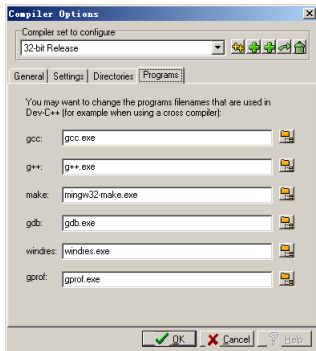 Compiler Options
Compiler set to configure
32-bit Release
General Settings Directories Programs
You may want to change the programs filenames that are used in
Dev-C++ (for example when using a cross compiler):
gcc: gcc.exe
g++: g++.exe
make: mingw32-make.exe
gdb: gdb.exe
windres: windres.exe
gprof: gprof.exe
OK Cancel Help